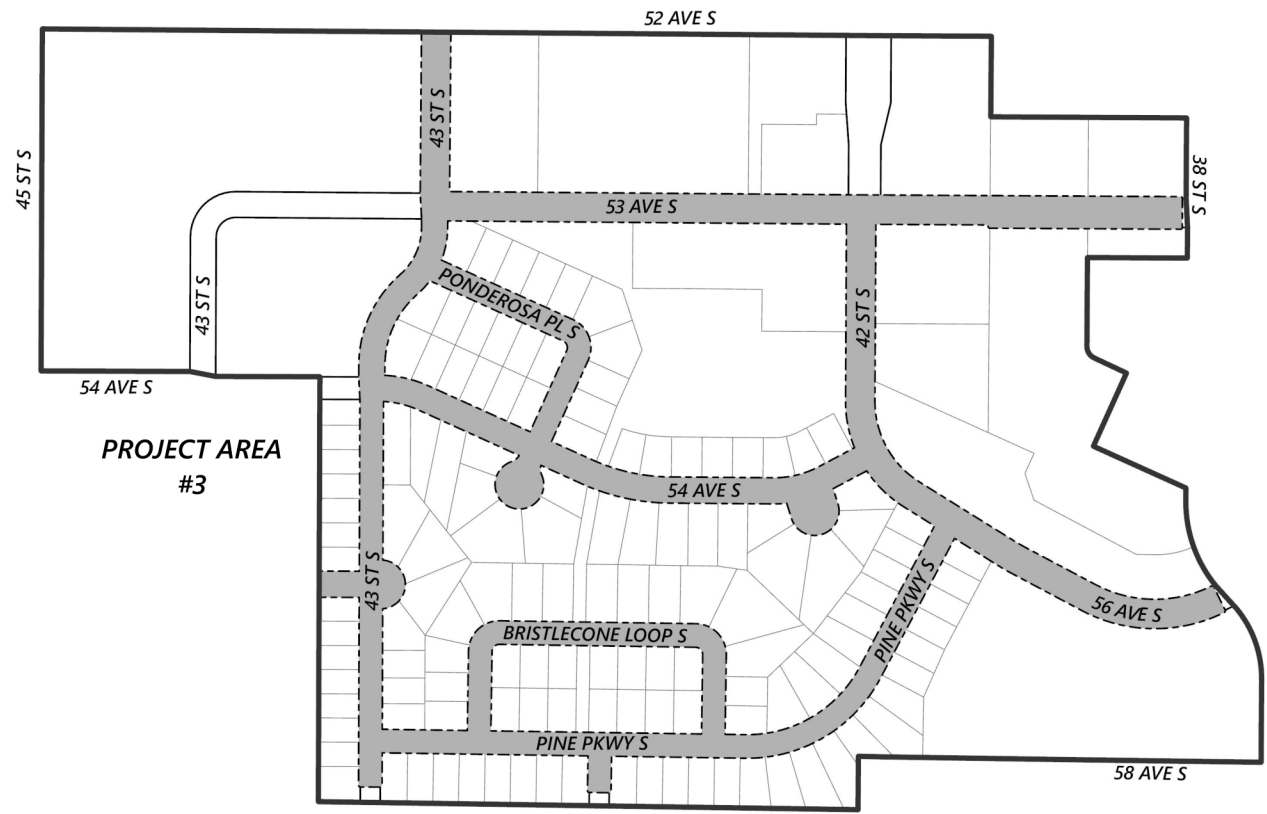 52 AVE S
43 ST S
45 ST S
38 ST S
53 AVE S
PONDEROSA PL S
43 ST S
42 ST S
54 AVE S
PROJECT AREA
#3
54 AVE S
43 ST S
PINE PKWY S
56 AVE S
BRISTLECONE LOOP S
PINE PKWY S
58 AVE S